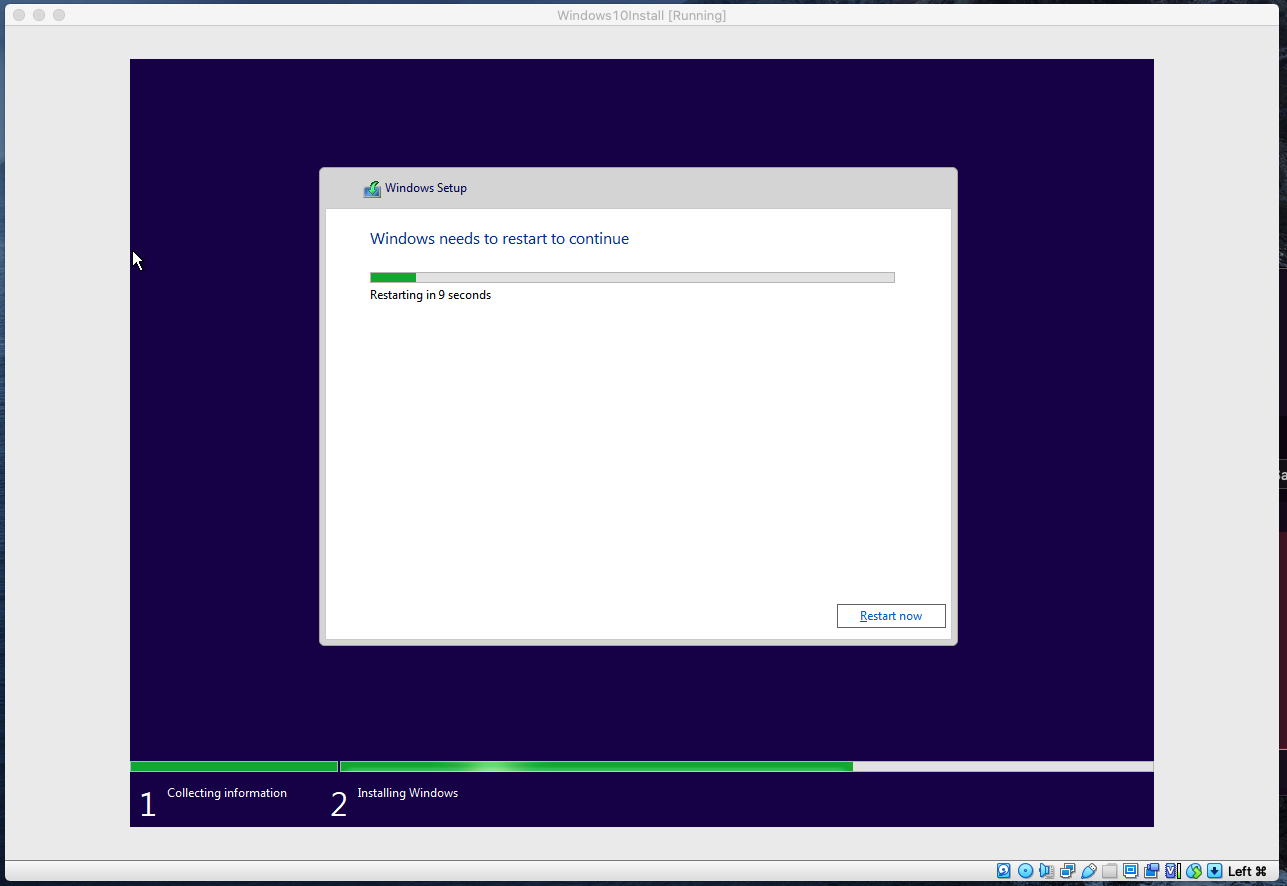 Windows10Install [Running]
Windows Setup
Windows needs to restart to continue
Restarting in 9 seconds
Restart now
1 Collecting information
2 Installing Windows
Left ⌘